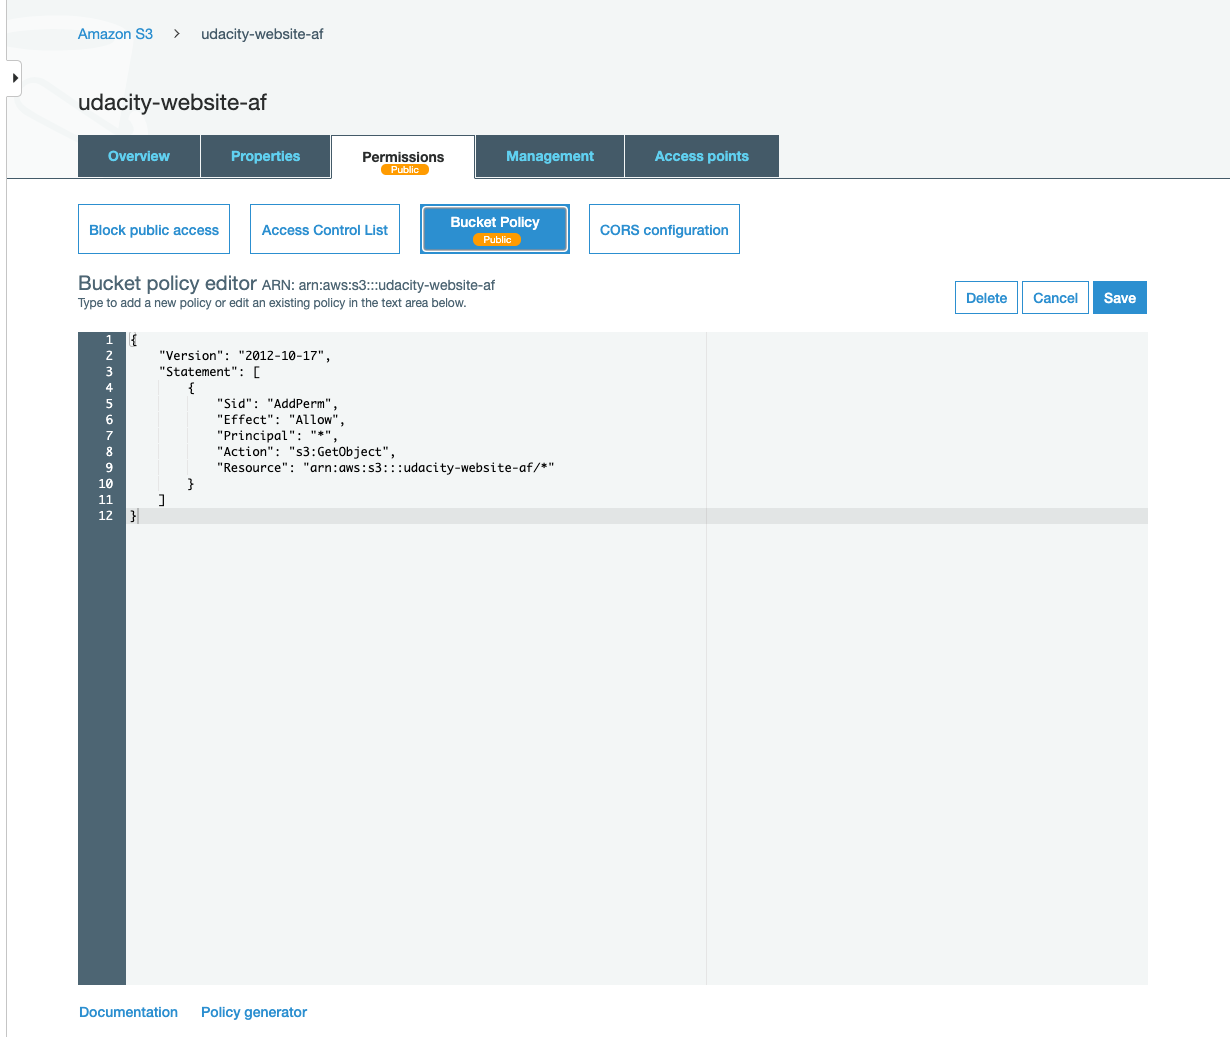 Amazon S3 > udacity-website-af
udacity-website-af
Overview Properties Permissions Management Access points
Public
Block public access Access Control List Bucket Policy CORS configuration
Public
Bucket policy editor ARN: arn:aws:s3:::udacity-website-af
Type to add a new policy or edit an existing policy in the text area below.
Delete Cancel Save
1 {
2 "Version": "2012-10-17",
3 "Statement": [
4 {
5 "Sid": "AddPerm",
6 "Effect": "Allow",
7 "Principal": "*",
8 "Action": "s3:GetObject",
9 "Resource": "arn:aws:s3:::udacity-website-af/*"
10 }
11 ]
12 }
Documentation Policy generator